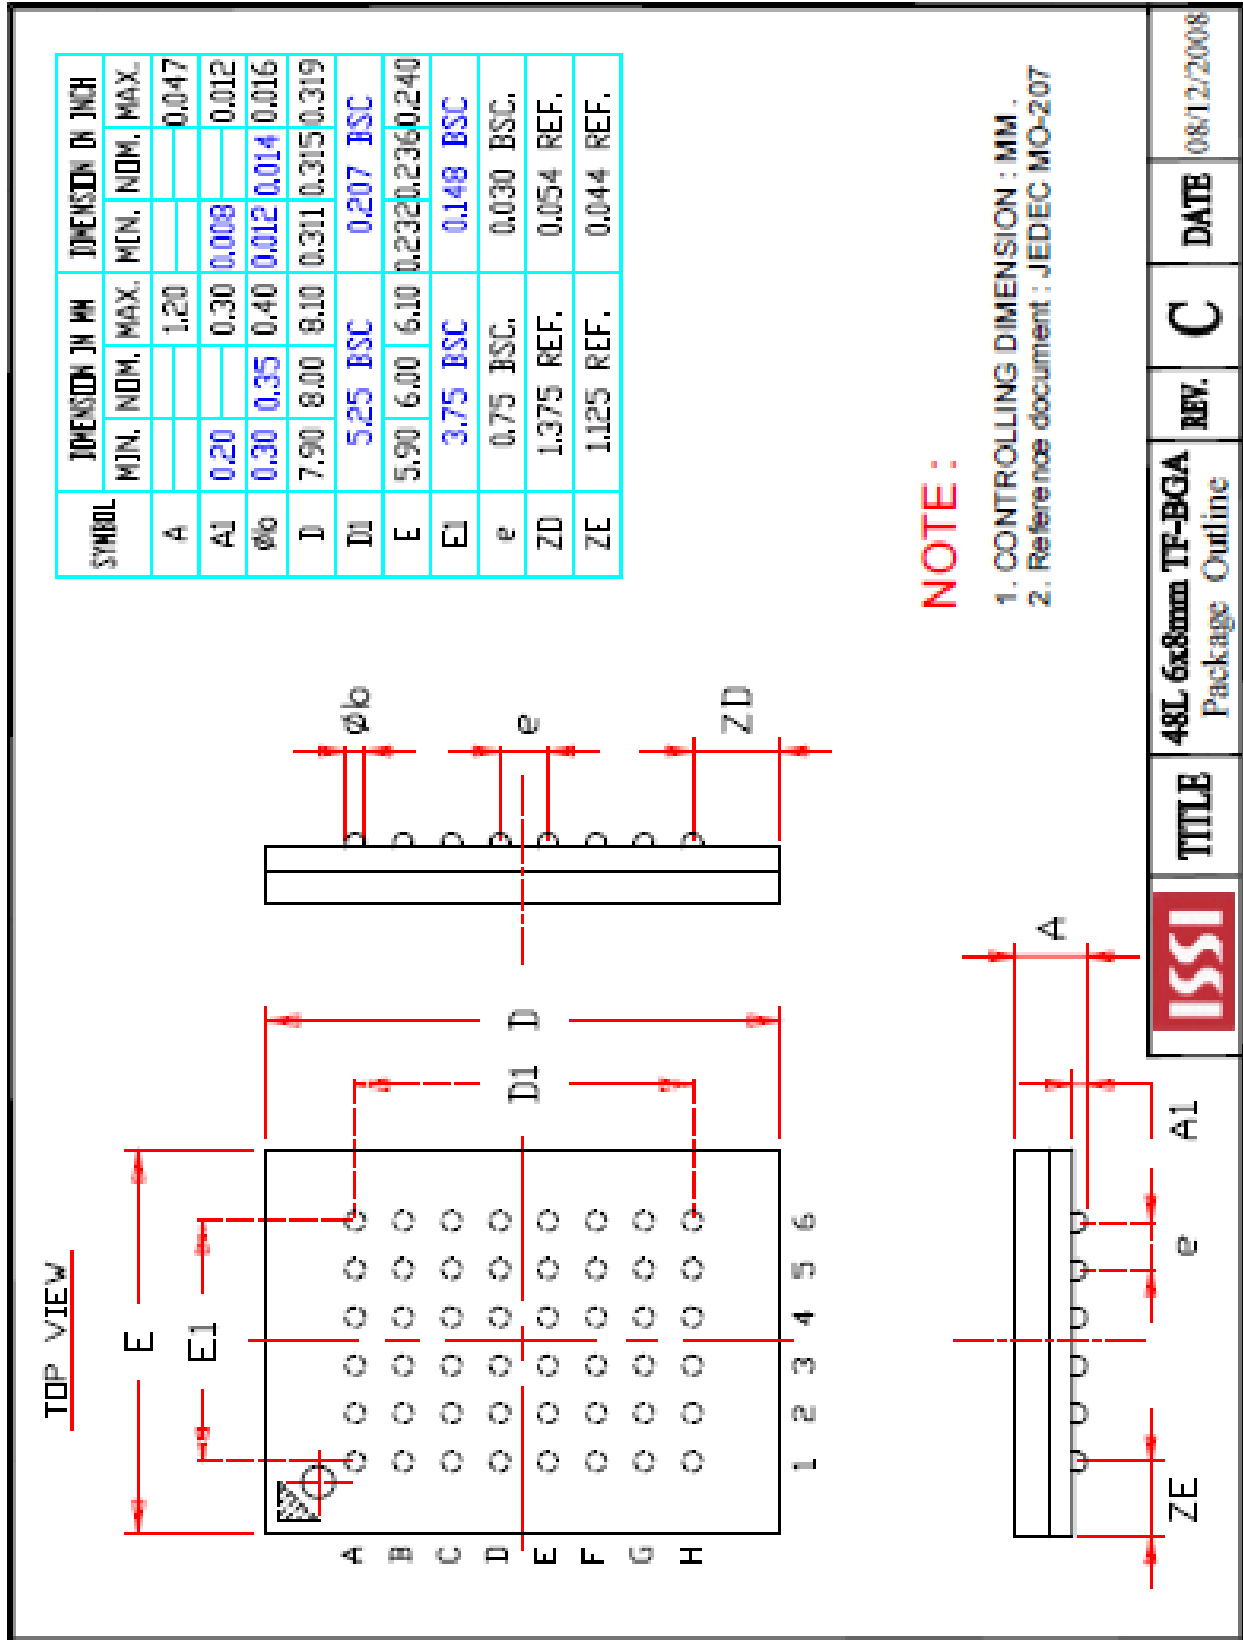 TOP VIEW
E
E1
D
D1
A
B
C
D
E
F
G
H
1 2 3 4 5 6
Øb
e
ZD
ZE
e
A1
A
SYMBOL DIMENSION IN MM DIMENSION IN INCH
MIN. NOM. MAX. MIN. NOM. MAX.
A 1.20 0.047
A1 0.20 0.30 0.008 0.012
Øb 0.30 0.35 0.40 0.012 0.014 0.016
D 7.90 8.00 8.10 0.311 0.315 0.319
D1 5.25 BSC 0.207 BSC
E 5.90 6.00 6.10 0.232 0.236 0.240
E1 3.75 BSC 0.148 BSC
e 0.75 BSC. 0.030 BSC.
ZD 1.375 REF. 0.054 REF.
ZE 1.125 REF. 0.044 REF.
NOTE :
1. CONTROLLING DIMENSION : MM .
2. Reference document : JEDEC MO-207
ISSI TITLE 48L 6x8mm TF-BGA REV. C DATE 08/12/2008
Package Outline